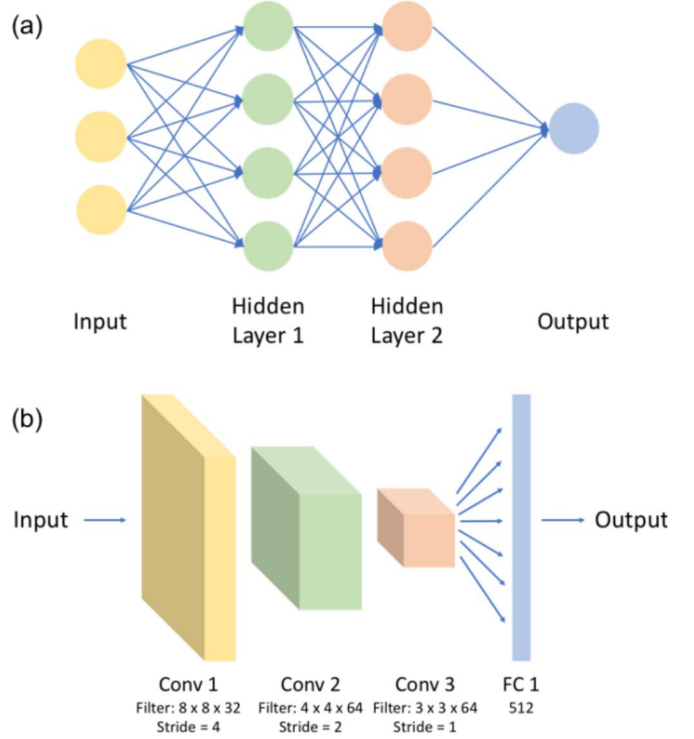 (a)
Input
Hidden
Layer 1
Hidden
Layer 2
Output
(b)
Input
Output
Conv 1
Filter: 8 x 8 x 32
Stride = 4
Conv 2
Filter: 4 x 4 x 64
Stride = 2
Conv 3
Filter: 3 x 3 x 64
Stride = 1
FC 1
512